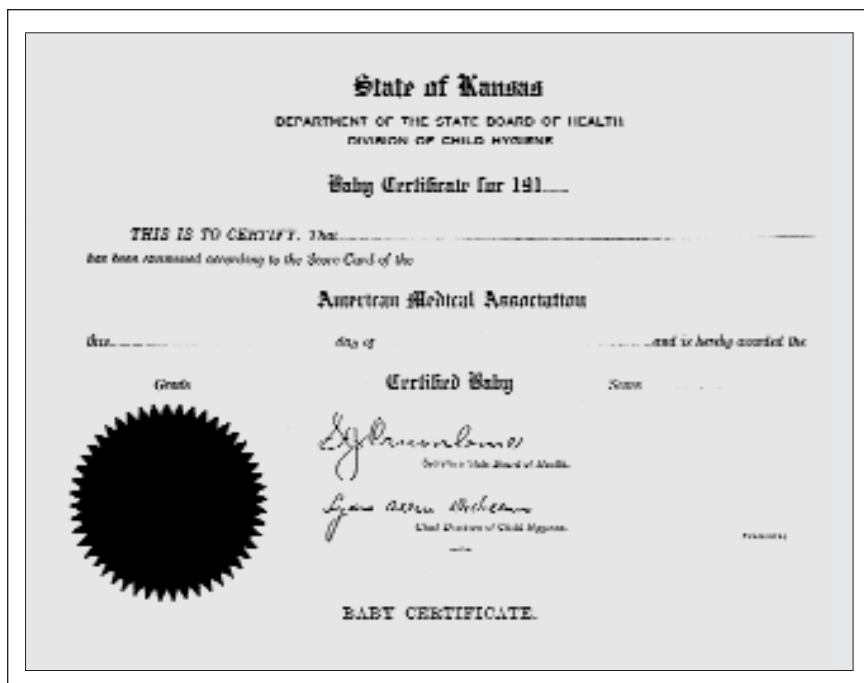 State of Kansas
DEPARTMENT OF THE STATE BOARD OF HEALTH
DIVISION OF CHILD HYGIENE
Baby Certificate for 191
THIS IS TO CERTIFY, That
has been examined according to the Score Card of the
American Medical Association
this day of and is hereby awarded the
Grade Certified Baby Score
Secretary State Board of Health.
Chief Division of Child Hygiene.
BABY CERTIFICATE.